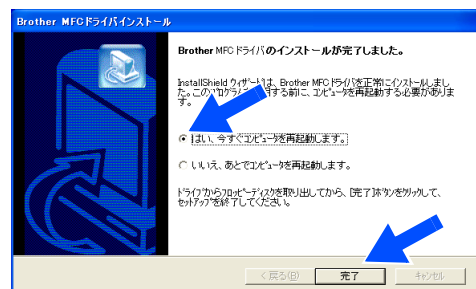 Brother MFCドライバインストール
Brother MFCドライバのインストールが完了しました。
InstallShield ウィザードは、Brother MFCドライバを正常にインストールしまし
た。このプログラムを使用する前に、コンピュータを再起動する必要がありま
す。
はい、今すぐコンピュータを再起動します。
いいえ、あとでコンピュータを再起動します。
ドライブからフロッピーディスクを取り出してから、[完了]ボタンをクリックして、
セットアップを終了してください。
< 戻る(B)
完了
キャンセル